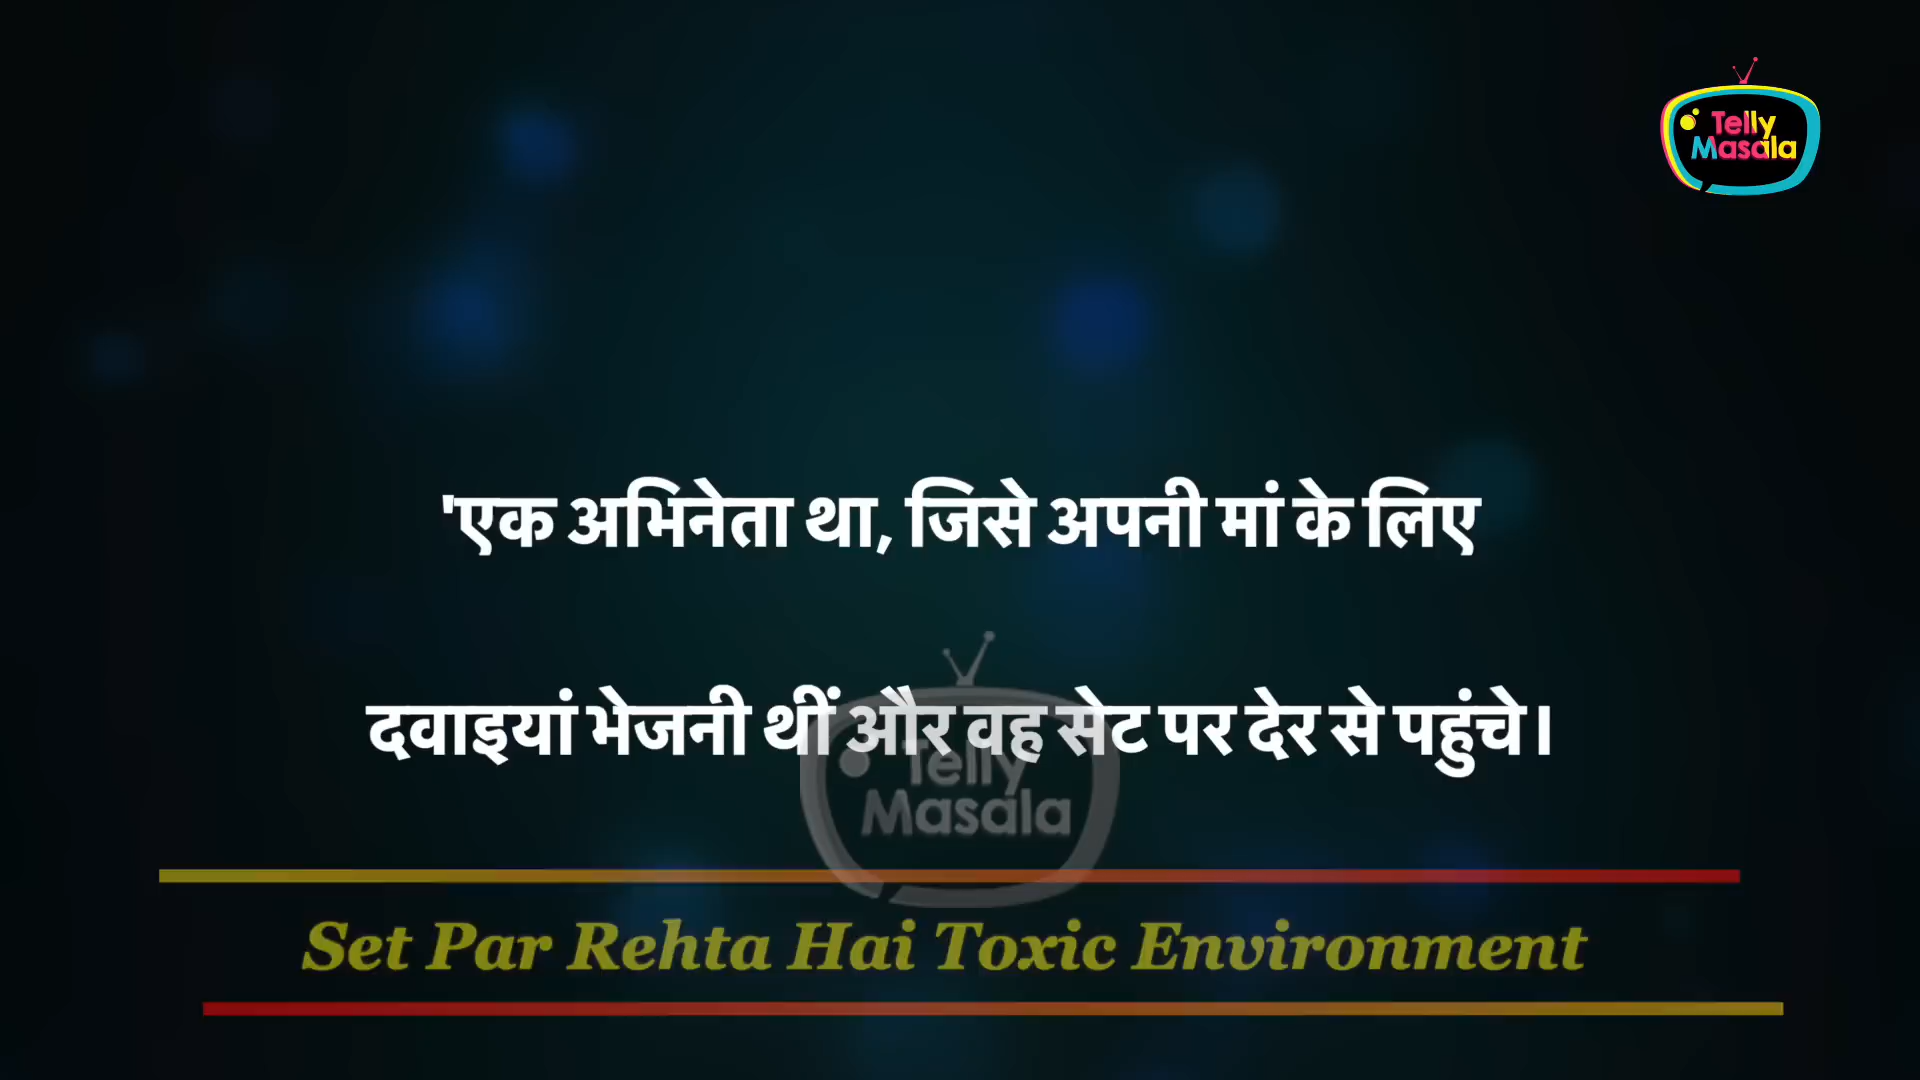 Telly
Masala
'एक अभिनेता था, जिसे अपनी मां के लिए
दवाइयां भेजनी थीं और वह सेट पर देर से पहुंचे।
Telly
Masala
Set Par Rehta Hai Toxic Environment